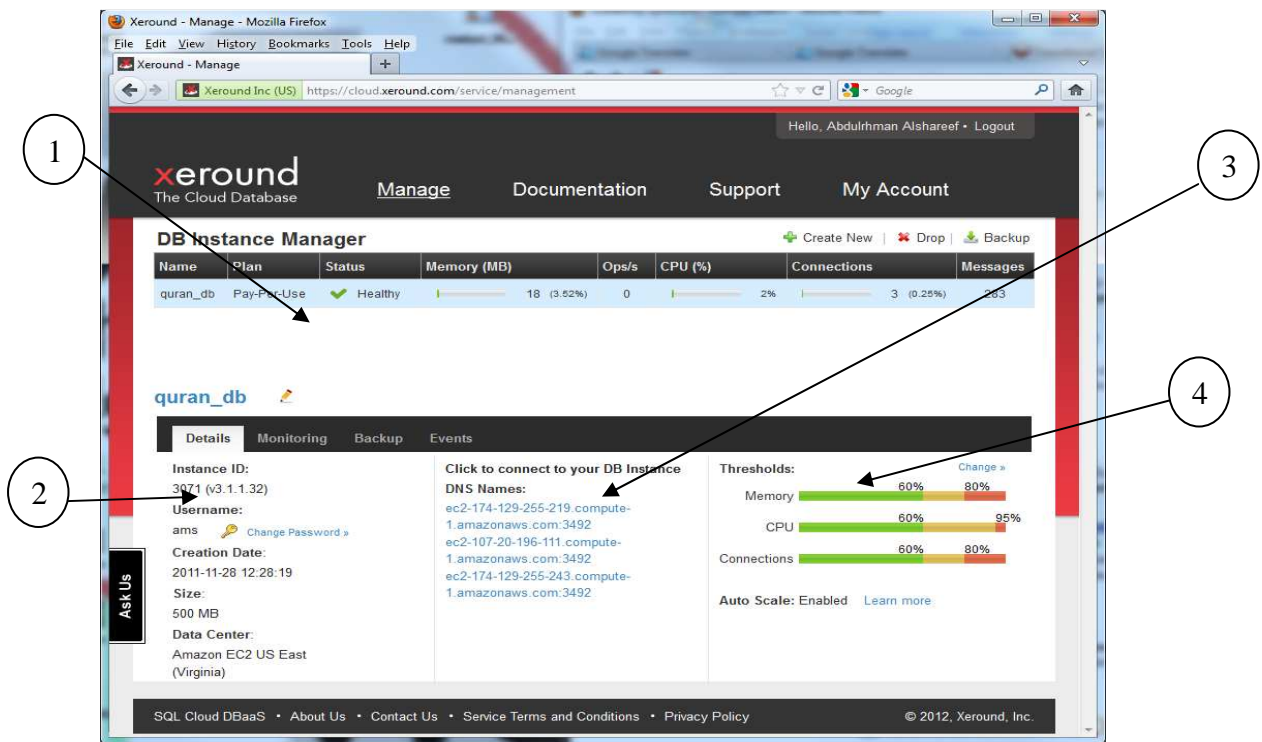 Xeround - Manage - Mozilla Firefox
File Edit View History Bookmarks Tools Help
Xeround - Manage +
Xeround Inc (US) https://cloud.xeround.com/service/management Google
Hello, Abdulrhman Alshareef • Logout
1
3
xeround
The Cloud Database
Manage Documentation Support My Account
DB Instance Manager
Create New | Drop | Backup
Name Plan Status Memory (MB) Ops/s CPU (%) Connections Messages
quran_db Pay-Per-Use Healthy 18 (3.52%) 0 2% 3 (0.25%) 283
quran_db
4
Details Monitoring Backup Events
2
Instance ID:
3071 (v3.1.1.32)
Username:
ams Change Password »
Creation Date:
2011-11-28 12:28:19
Size:
500 MB
Data Center:
Amazon EC2 US East
(Virginia)
Click to connect to your DB Instance
DNS Names:
ec2-174-129-255-219.compute-
1.amazonaws.com:3492
ec2-107-20-196-111.compute-
1.amazonaws.com:3492
ec2-174-129-255-243.compute-
1.amazonaws.com:3492
Thresholds: Change »
Memory 60% 80%
CPU 60% 95%
Connections 60% 80%
Auto Scale: Enabled Learn more
Ask Us
SQL Cloud DBaaS • About Us • Contact Us • Service Terms and Conditions • Privacy Policy © 2012, Xeround, Inc.